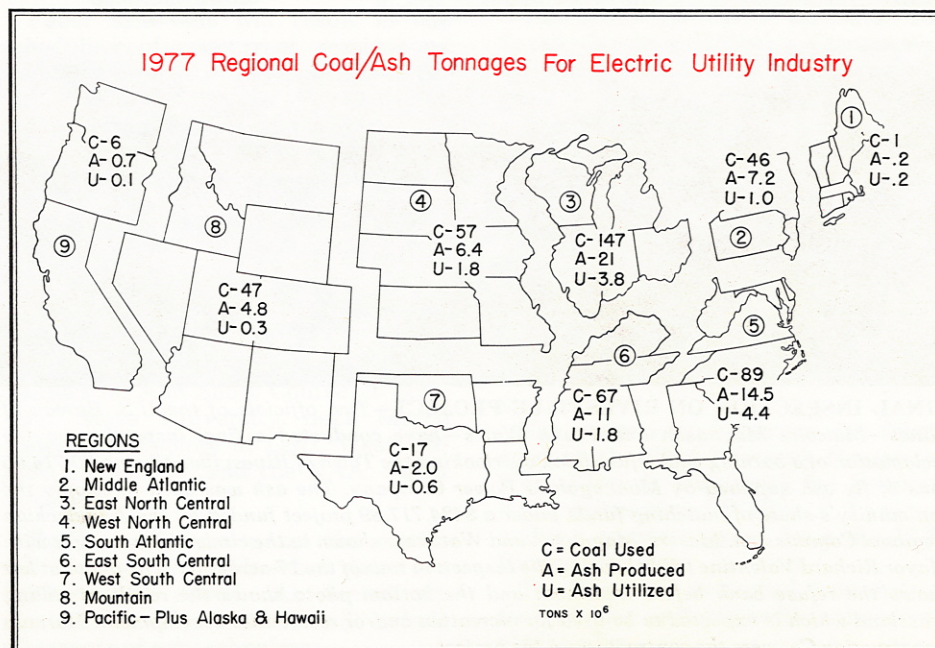 1977 Regional Coal/Ash Tonnages For Electric Utility Industry
C-6
A-0.7
U-0.1
1
C-1
A-.2
U-.2
C-46
A-7.2
U-1.0
2
3
C-147
A-21
U-3.8
4
C-57
A-6.4
U-1.8
8
9
C-47
A-4.8
U-0.3
5
C-89
A-14.5
U-4.4
6
C-67
A-11
U-1.8
7
C-17
A-2.0
U-0.6
REGIONS
1. New England
2. Middle Atlantic
3. East North Central
4. West North Central
5. South Atlantic
6. East South Central
7. West South Central
8. Mountain
9. Pacific-Plus Alaska & Hawaii
C = Coal Used
A = Ash Produced
U = Ash Utilized
TONS X 10⁶